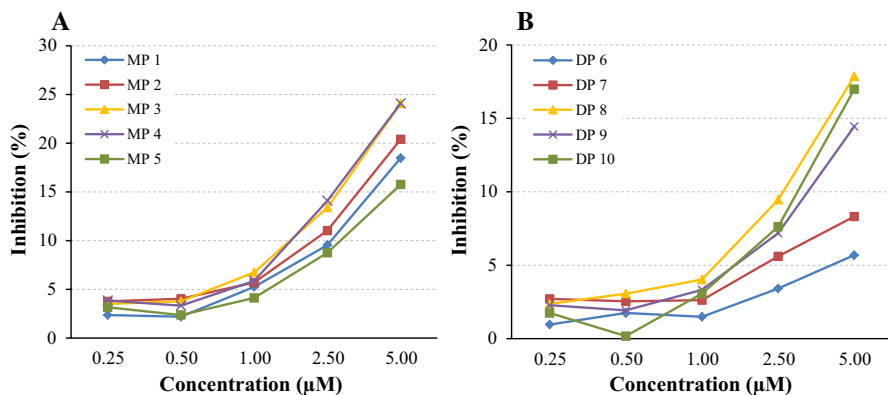 A
30
25
20
15
10
5
0
Inhibition (%)
MP 1
MP 2
MP 3
MP 4
MP 5
0.25 0.50 1.00 2.50 5.00
Concentration (µM)
B
20
15
10
5
0
Inhibition (%)
DP 6
DP 7
DP 8
DP 9
DP 10
0.25 0.50 1.00 2.50 5.00
Concentration (µM)